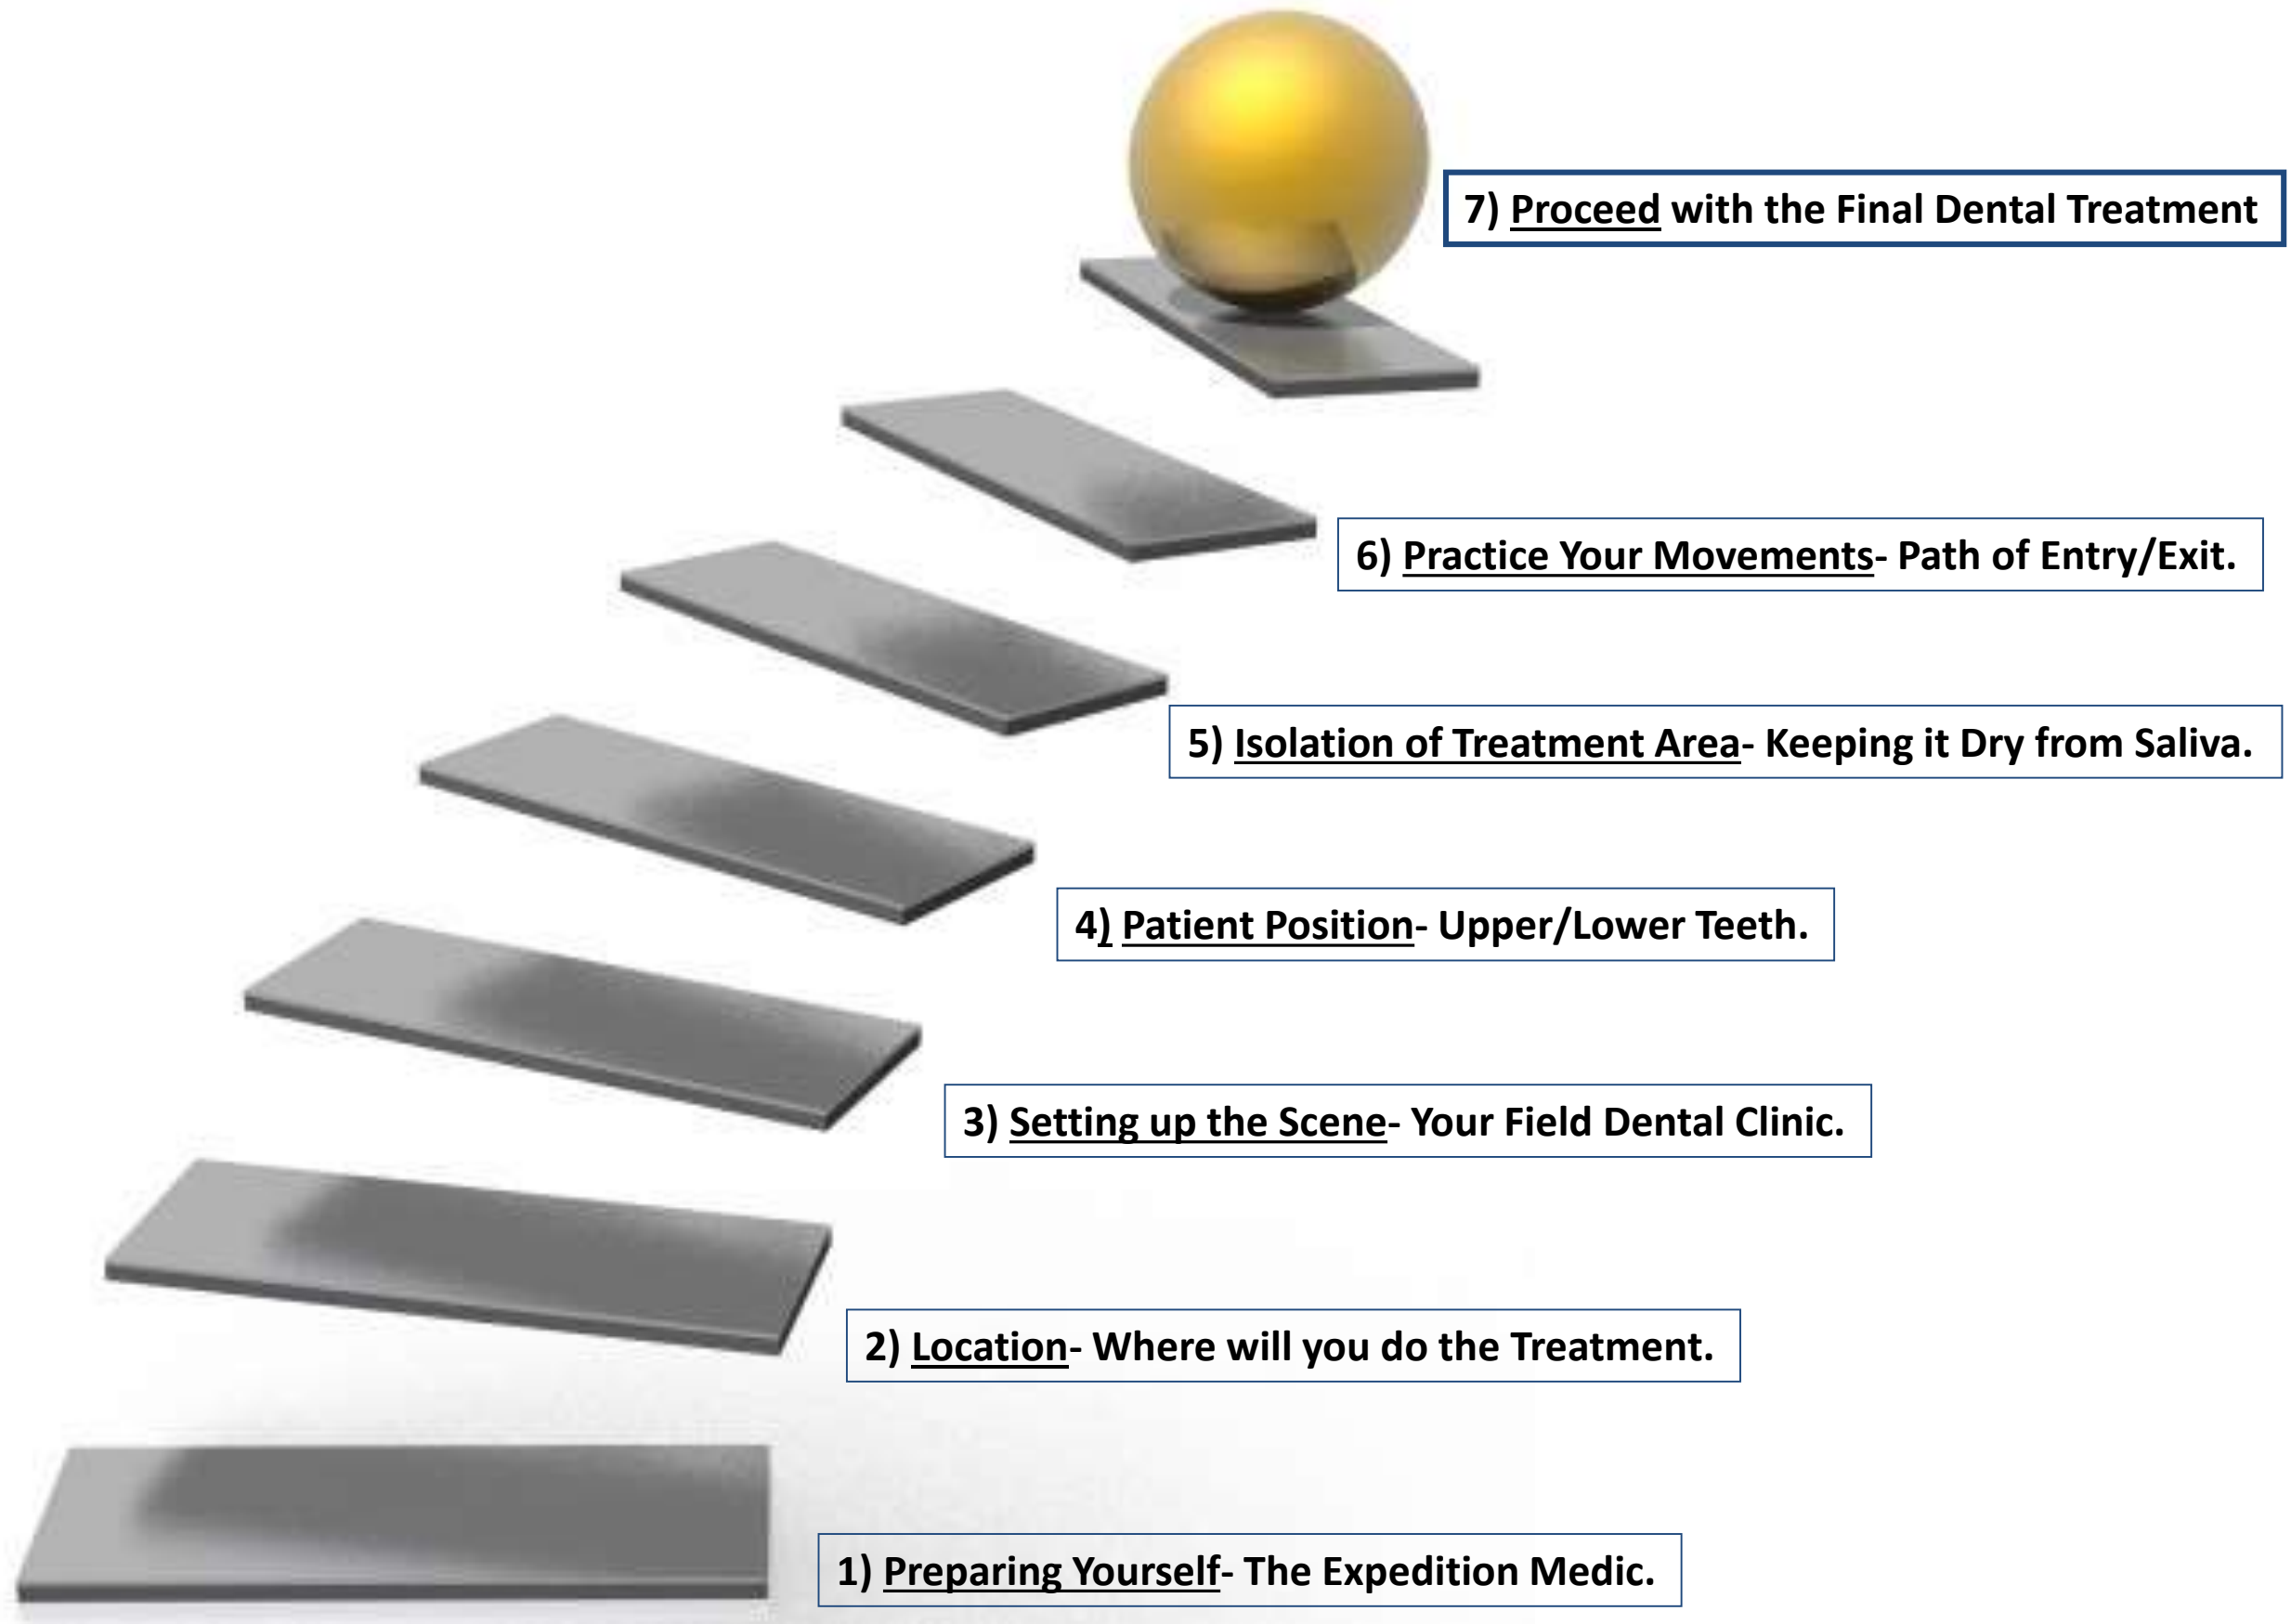 7) Proceed with the Final Dental Treatment
6) Practice Your Movements- Path of Entry/Exit.
5) Isolation of Treatment Area- Keeping it Dry from Saliva.
4) Patient Position- Upper/Lower Teeth.
3) Setting up the Scene- Your Field Dental Clinic.
2) Location- Where will you do the Treatment.
1) Preparing Yourself- The Expedition Medic.